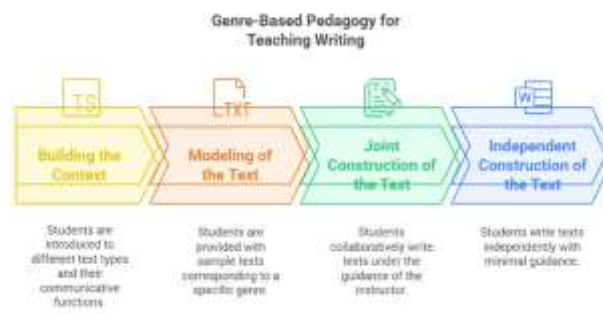 Genre-Based Pedagogy for
Teaching Writing
TS
TXT
W
Building the
Context
Modeling of
the Text
Joint
Construction of
the Text
Independent
Construction of
the Text
Students are
introduced to
different text types
and their
communicative
functions.
Students are
provided with
sample texts
corresponding to a
specific genre.
Students
collaboratively write
texts under the
guidance of the
instructor.
Students write texts
independently with
minimal guidance.